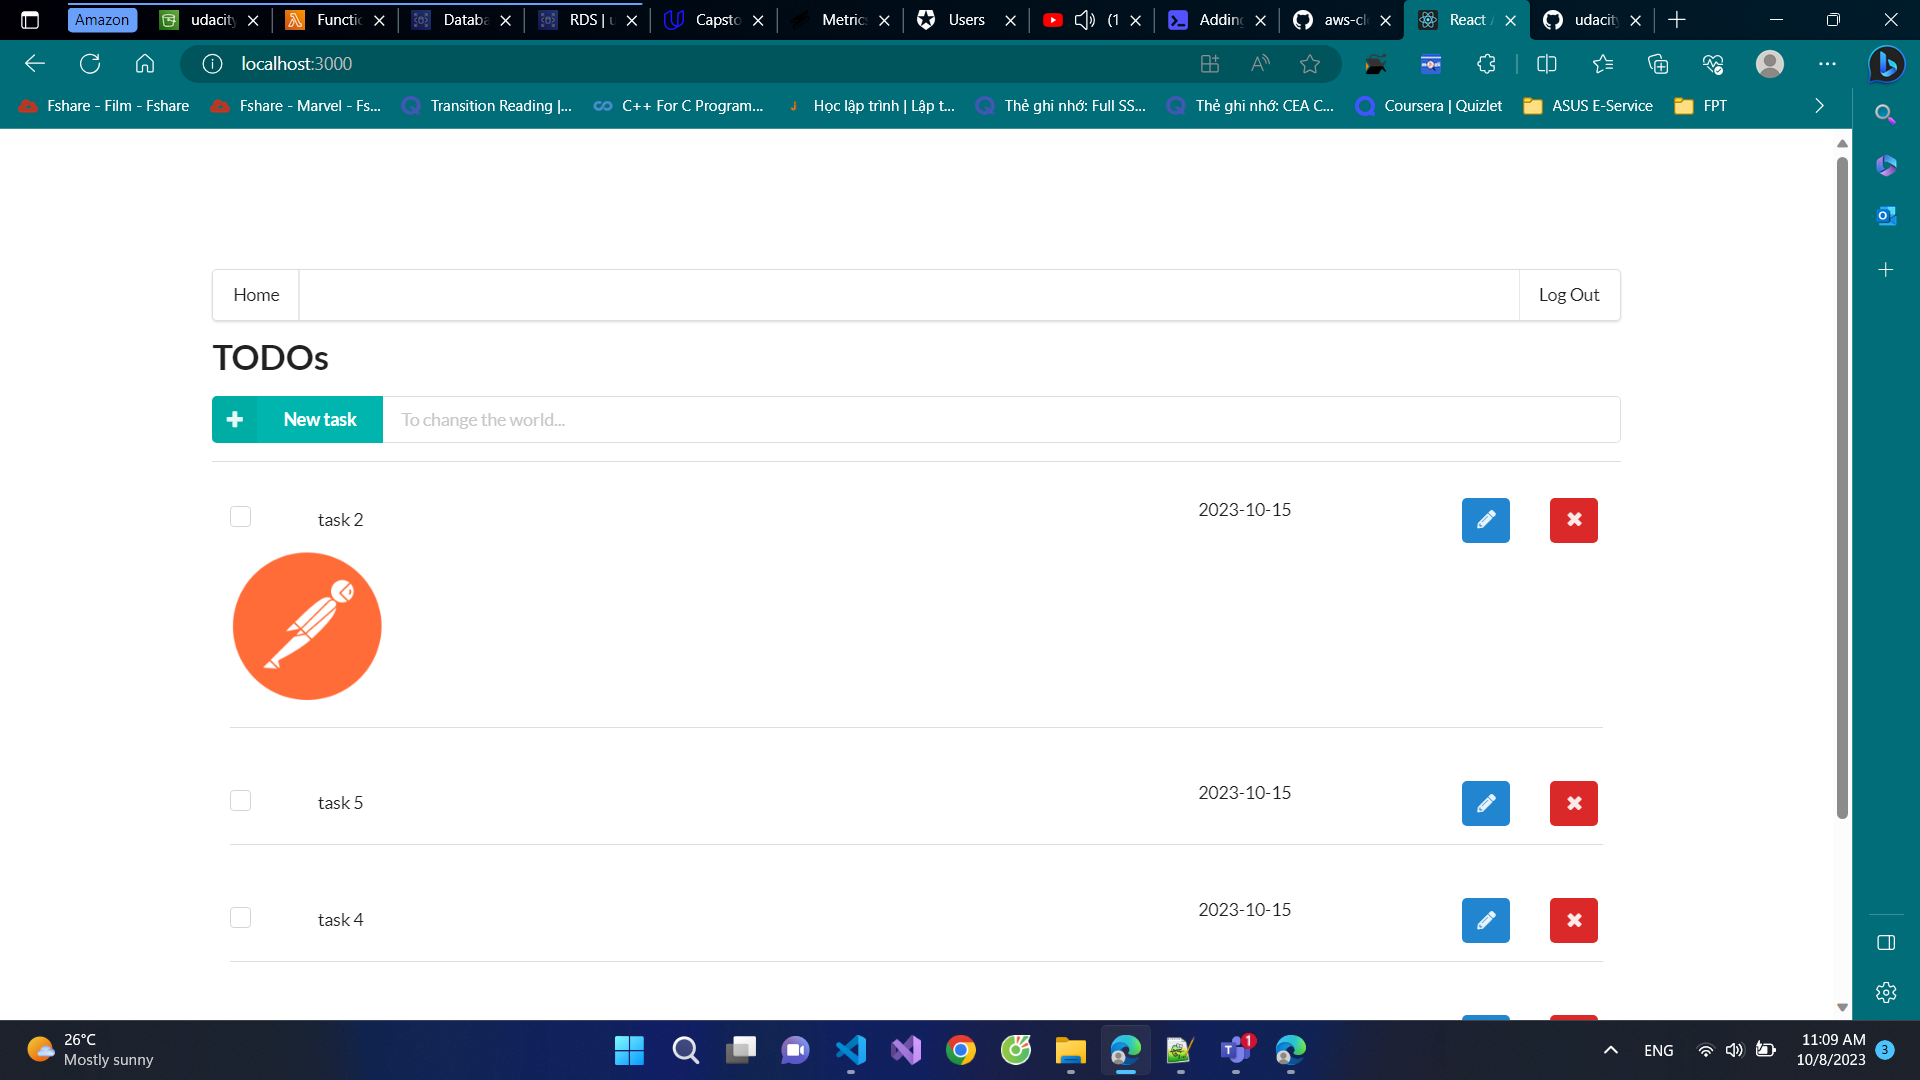 Amazon udacity Functio Databa RDS | u Capsto Metrics Users (1 Adding aws-cl React udacity
localhost:3000
Fshare - Film - Fshare Fshare - Marvel - Fs... Transition Reading |... C++ For C Program... Học lập trình | Lập t... Thẻ ghi nhớ: Full SS... Thẻ ghi nhớ: CEA C... Coursera | Quizlet ASUS E-Service FPT
Home Log Out
TODOs
New task To change the world...
task 2 2023-10-15
task 5 2023-10-15
task 4 2023-10-15
26°C
Mostly sunny
1
ENG
11:09 AM
10/8/2023
3